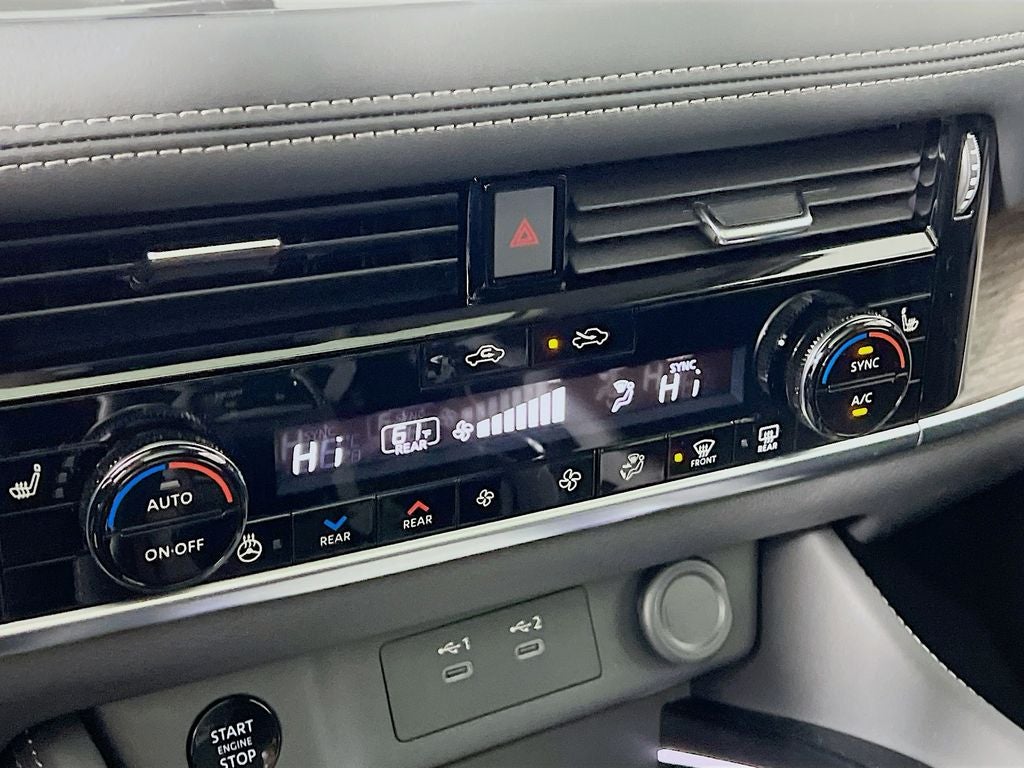 SYNC
AUTO
ON·OFF
Hi
61°F
REAR
SYNC
Hi
SYNC
A/C
REAR
REAR
FRONT
REAR
1
2
START
ENGINE
STOP